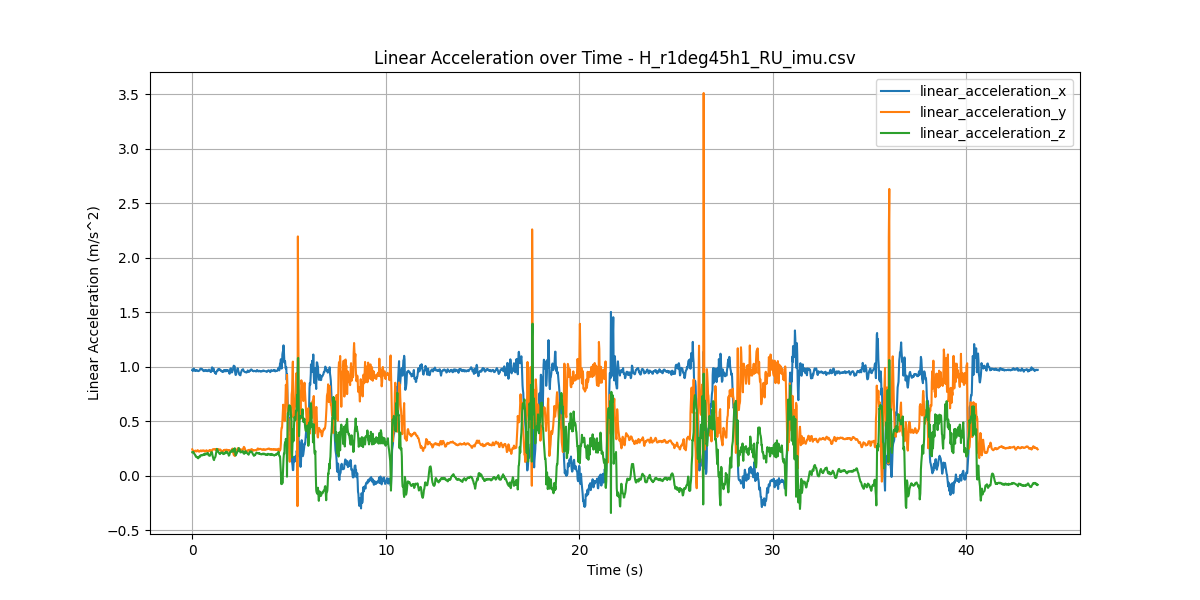 Linear Acceleration over Time - H_r1deg45h1_RU_imu.csv
linear_acceleration_x
linear_acceleration_y
linear_acceleration_z
Linear Acceleration (m/s^2)
3.5
3.0
2.5
2.0
1.5
1.0
0.5
0.0
−0.5
0 10 20 30 40
Time (s)